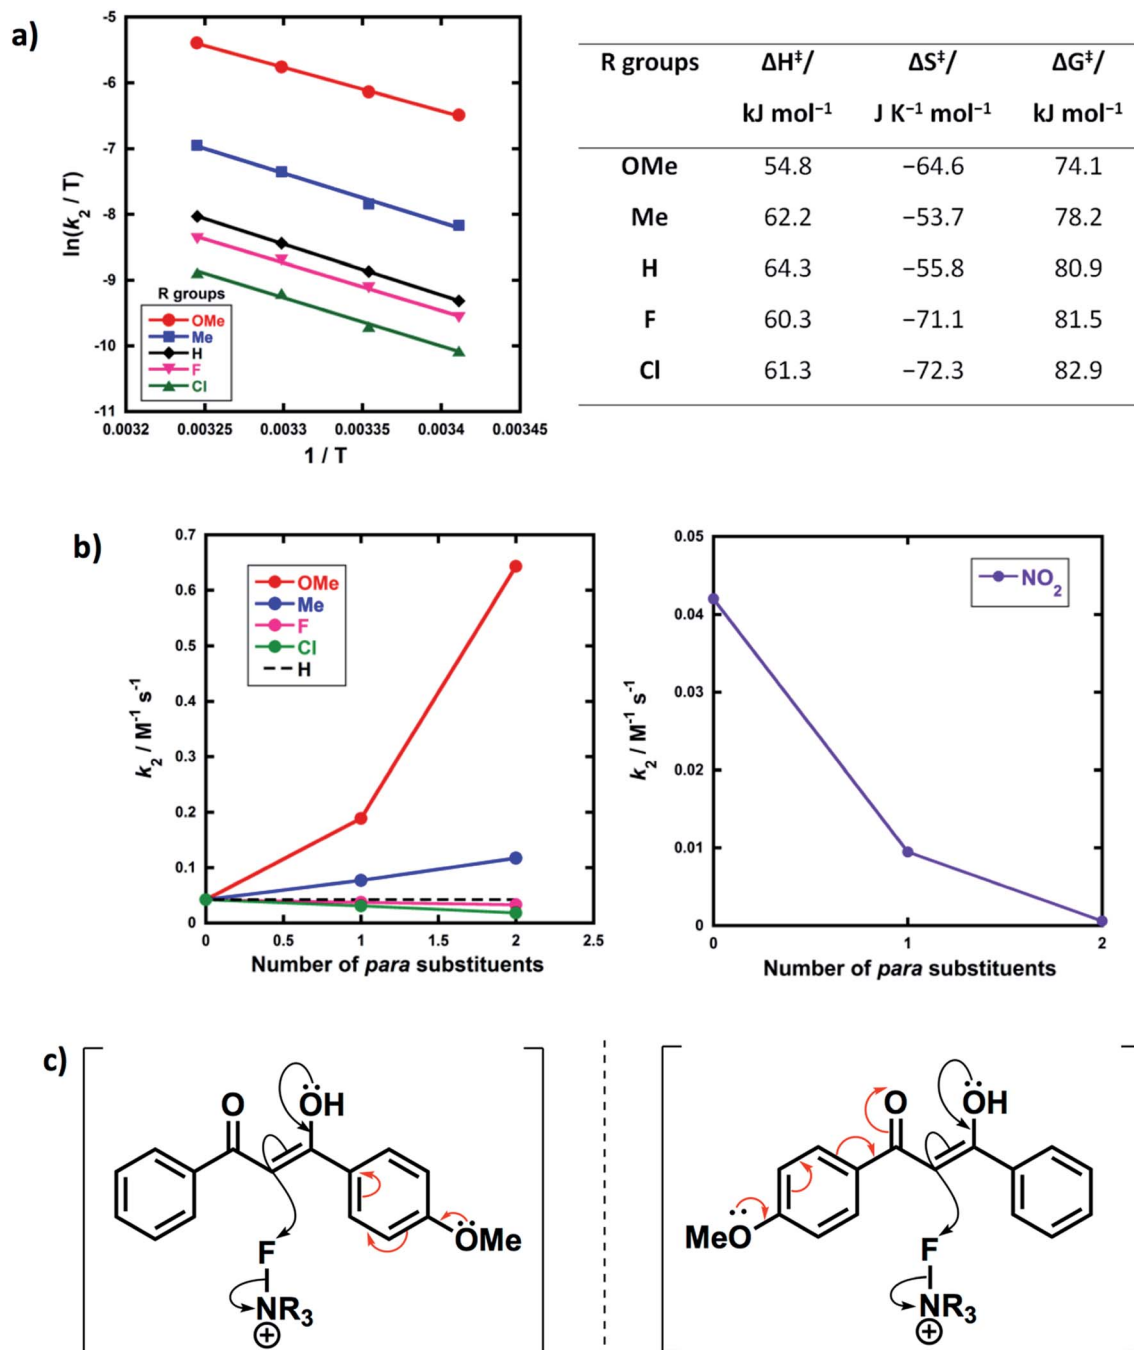 a)
-5
-6
-7
-8
-9
-10
-11
ln(k2 / T)
R groups
OMe
Me
H
F
Cl
0.0032 0.00325 0.0033 0.00335 0.0034 0.00345
1 / T
R groups ΔH‡/ ΔS‡/ ΔG‡/
kJ mol⁻¹ J K⁻¹ mol⁻¹ kJ mol⁻¹
OMe 54.8 −64.6 74.1
Me 62.2 −53.7 78.2
H 64.3 −55.8 80.9
F 60.3 −71.1 81.5
Cl 61.3 −72.3 82.9
b)
0.7
0.6
0.5
0.4
0.3
0.2
0.1
0
k2 / M⁻¹ s⁻¹
OMe
Me
F
Cl
H
0 0.5 1 1.5 2 2.5
Number of para substituents
0.05
0.04
0.03
0.02
0.01
0
k2 / M⁻¹ s⁻¹
NO2
0 1 2
Number of para substituents
c)
O OH
OMe
F
NR3
+
O OH
MeO
F
NR3
+